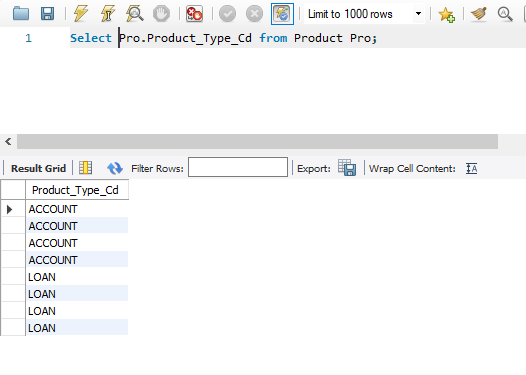 Limit to 1000 rows
1 Select Pro.Product_Type_Cd from Product Pro;
Result Grid Filter Rows: Export: Wrap Cell Content: IA
Product_Type_Cd
ACCOUNT
ACCOUNT
ACCOUNT
ACCOUNT
LOAN
LOAN
LOAN
LOAN